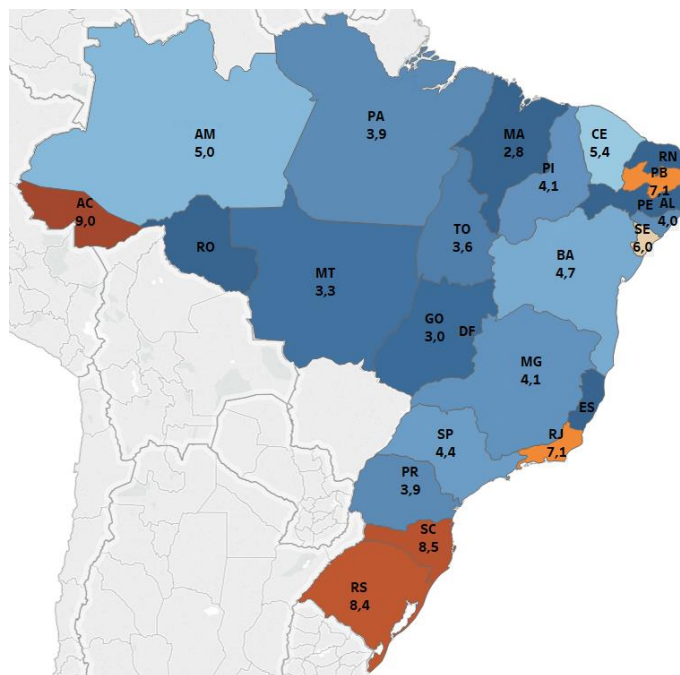 AM
5,0
PA
3,9
MA
2,8
CE
5,4
RN
PB
7,1
PI
4,1
PE
AL
4,0
SE
6,0
AC
9,0
RO
TO
3,6
BA
4,7
MT
3,3
GO
3,0
DF
MG
4,1
ES
RJ
7,1
SP
4,4
PR
3,9
SC
8,5
RS
8,4